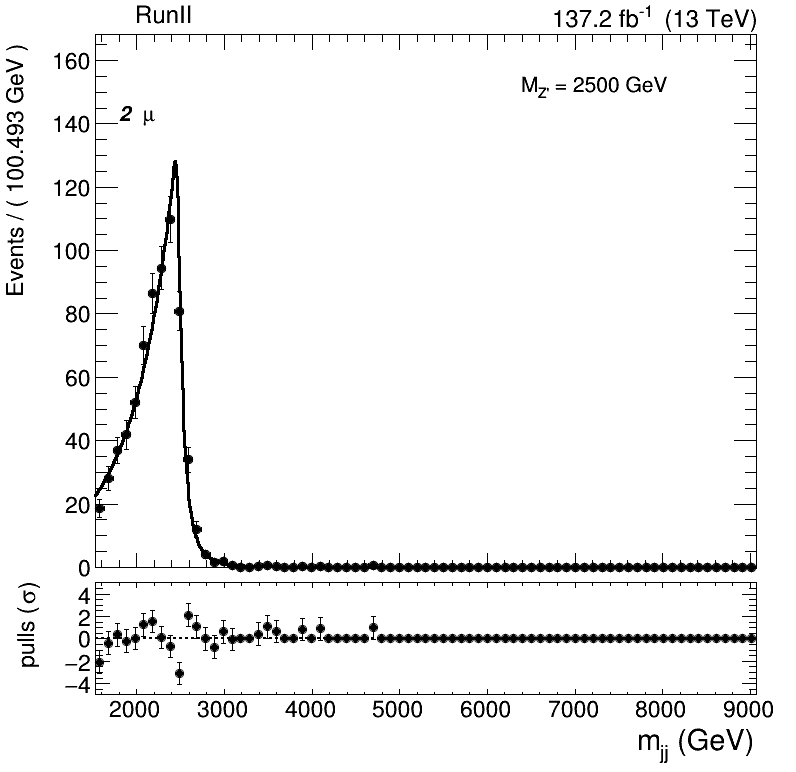 RunII 137.2 fb⁻¹ (13 TeV)
Events / ( 100.493 GeV )
160
140
120
100
80
60
40
20
0
M_Z' = 2500 GeV
2 μ
pulls (σ)
4
2
0
−2
−4
2000 3000 4000 5000 6000 7000 8000 9000
m_jj (GeV)